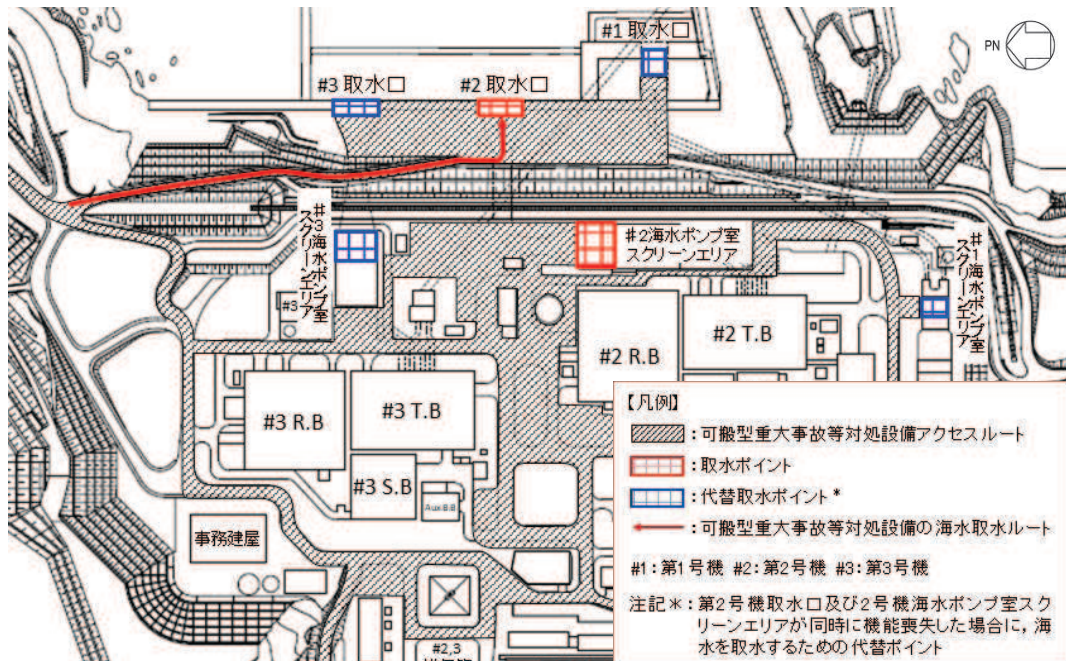 #1 取水口
PN
#3 取水口
#2 取水口
#3海水ポンプ室
スクリーンエリア
#2海水ポンプ室
スクリーンエリア
#1海水ポンプ室
スクリーンエリア
#3
#2 R.B
#2 T.B
#3 R.B
#3 T.B
#3 S.B
Aux B.B
事務建屋
#2,3
【凡例】
:可搬型重大事故等対処設備アクセスルート
:取水ポイント
:代替取水ポイント*
:可搬型重大事故等対処設備の海水取水ルート
#1:第1号機 #2:第2号機 #3:第3号機
注記*:第2号機取水口及び2号機海水ポンプ室スク
リーンエリアが同時に機能喪失した場合に,海
水を取水するための代替ポイント